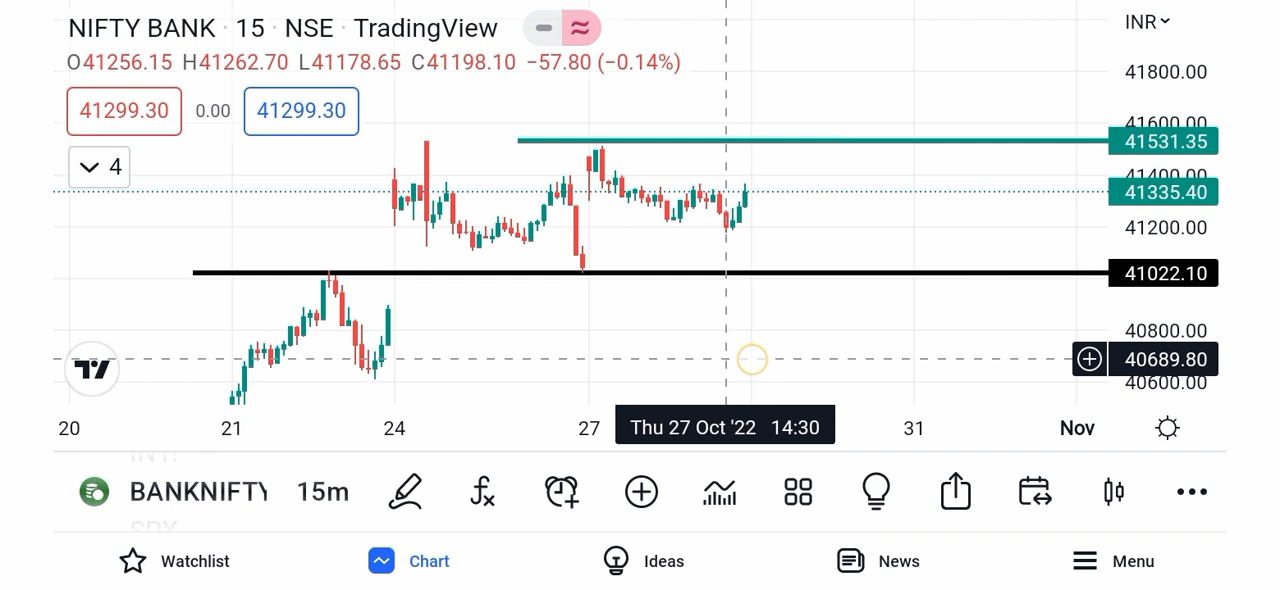 NIFTY BANK · 15 · NSE · TradingView
INR
O41256.15 H41262.70 L41178.65 C41198.10 −57.80 (−0.14%)
41800.00
41299.30 0.00 41299.30
41600.00
41531.35
4
41400.00
41335.40
41200.00
41022.10
40800.00
40689.80
40600.00
20 21 24 27 Thu 27 Oct '22 14:30 31 Nov
BANKNIFTY 15m
SPX
Watchlist Chart Ideas News Menu